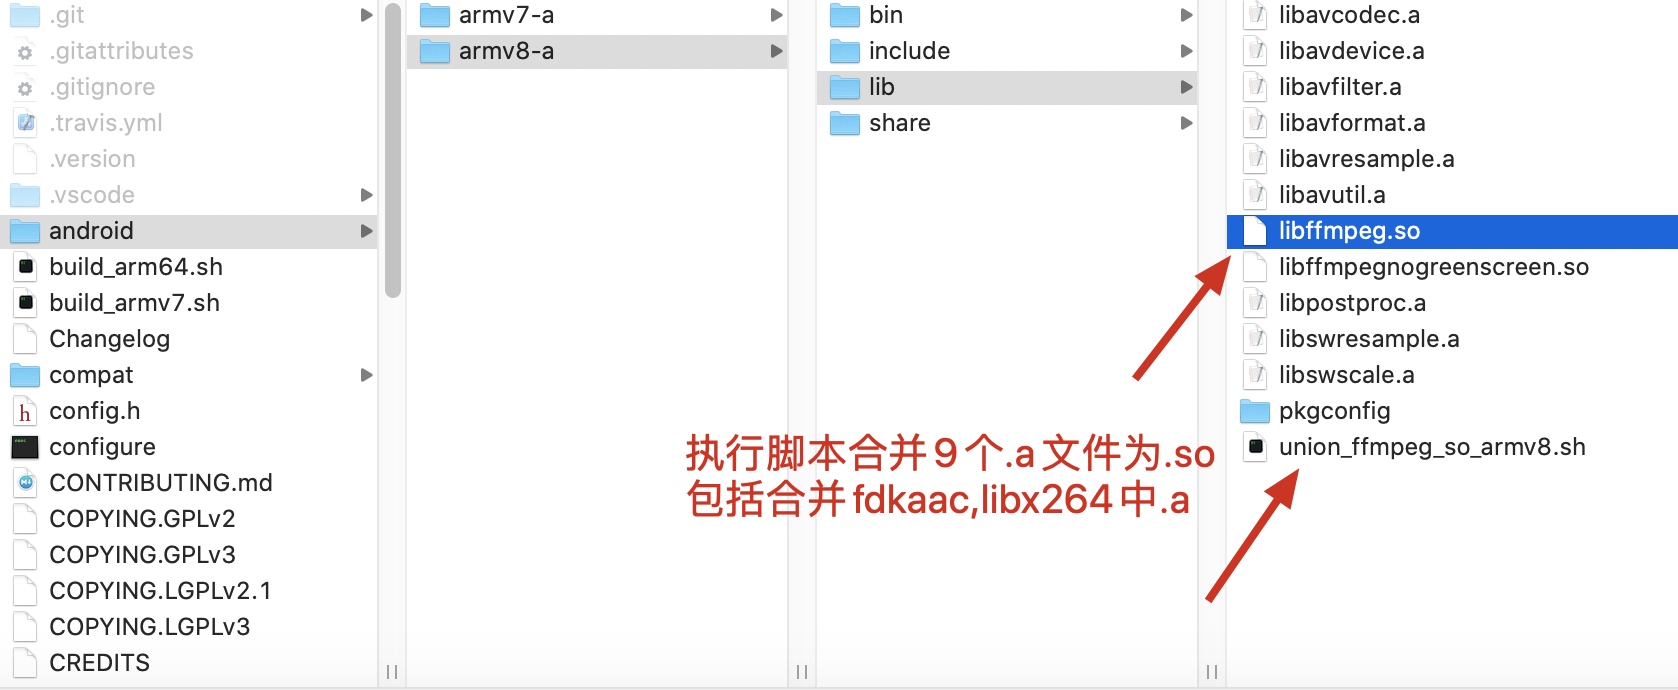 .git
.gitattributes
.gitignore
.travis.yml
.version
.vscode
android
build_arm64.sh
build_armv7.sh
Changelog
compat
config.h
configure
CONTRIBUTING.md
COPYING.GPLv2
COPYING.GPLv3
COPYING.LGPLv2.1
COPYING.LGPLv3
CREDITS
armv7-a
armv8-a
bin
include
lib
share
libavcodec.a
libavdevice.a
libavfilter.a
libavformat.a
libavresample.a
libavutil.a
libffmpeg.so
libffmpegnogreenscreen.so
libpostproc.a
libswresample.a
libswscale.a
pkgconfig
union_ffmpeg_so_armv8.sh
执行脚本合并9个.a文件为.so
包括合并fdkaac,libx264中.a